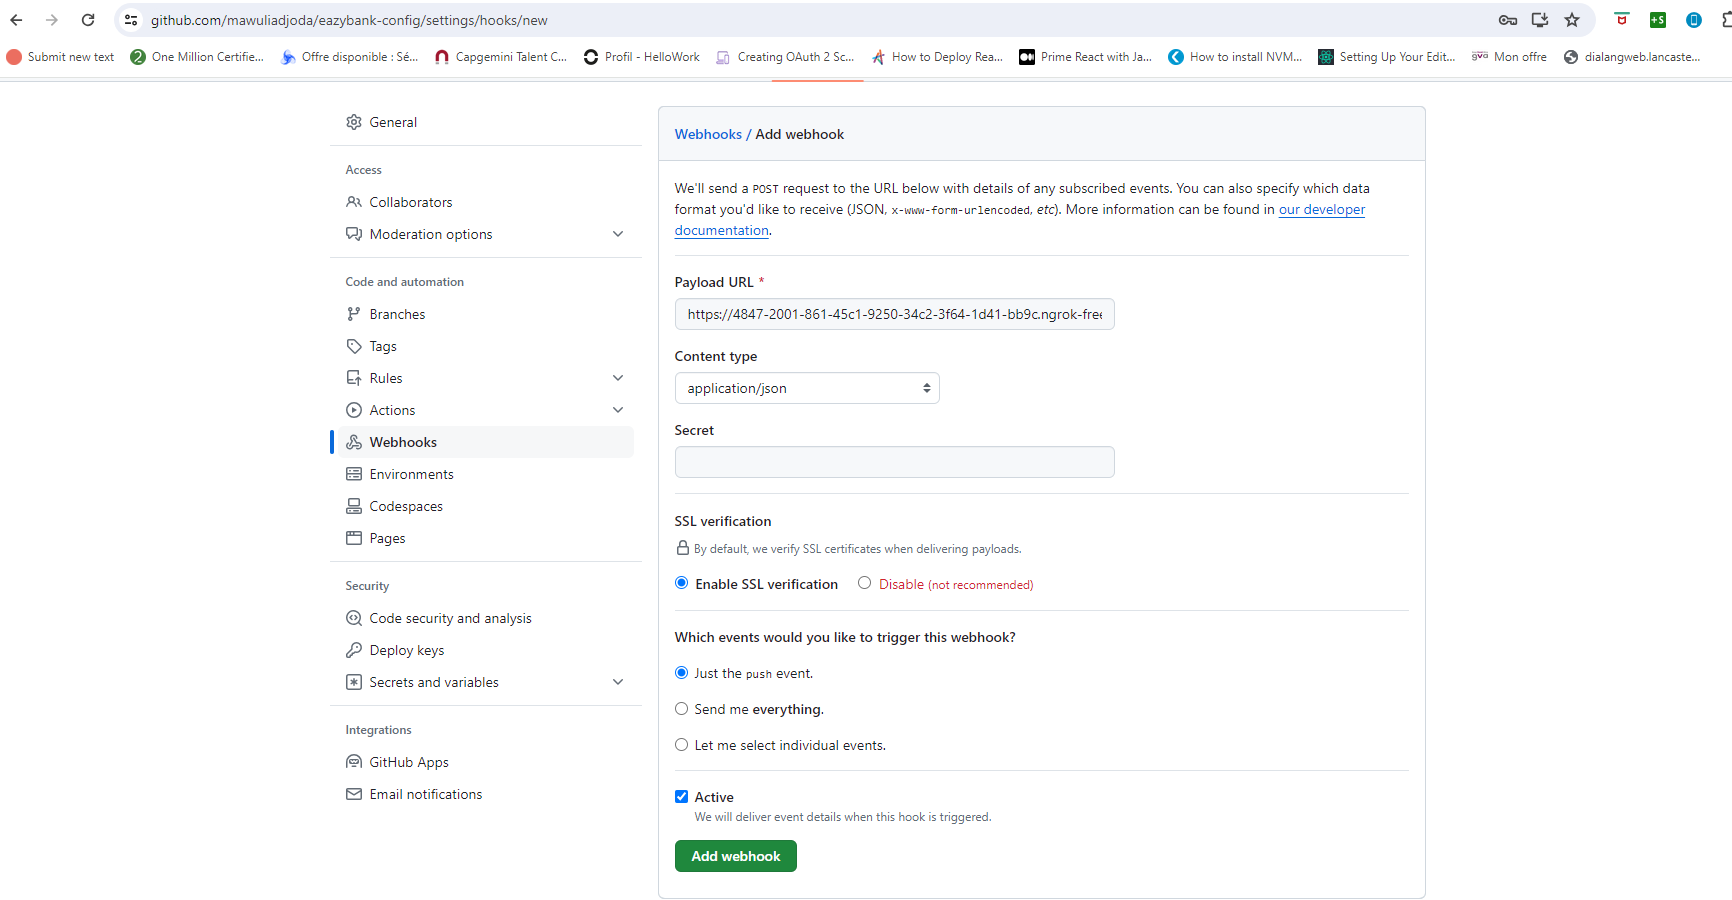 github.com/mawuliadjoda/eazybank-config/settings/hooks/new
Submit new text
One Million Certifie...
Offre disponible : Sé...
Capgemini Talent C...
Profil - HelloWork
Creating OAuth 2 Sc...
How to Deploy Rea...
Prime React with Ja...
How to install NVM...
Setting Up Your Edit...
Mon offre
dialangweb.lancaste...
General
Access
Collaborators
Moderation options
Code and automation
Branches
Tags
Rules
Actions
Webhooks
Environments
Codespaces
Pages
Security
Code security and analysis
Deploy keys
Secrets and variables
Integrations
GitHub Apps
Email notifications
Webhooks / Add webhook
We'll send a POST request to the URL below with details of any subscribed events. You can also specify which data
format you'd like to receive (JSON, x-www-form-urlencoded, etc). More information can be found in our developer
documentation.
Payload URL *
https://4847-2001-861-45c1-9250-34c2-3f64-1d41-bb9c.ngrok-free
Content type
application/json
Secret
SSL verification
By default, we verify SSL certificates when delivering payloads.
Enable SSL verification
Disable (not recommended)
Which events would you like to trigger this webhook?
Just the push event.
Send me everything.
Let me select individual events.
Active
We will deliver event details when this hook is triggered.
Add webhook